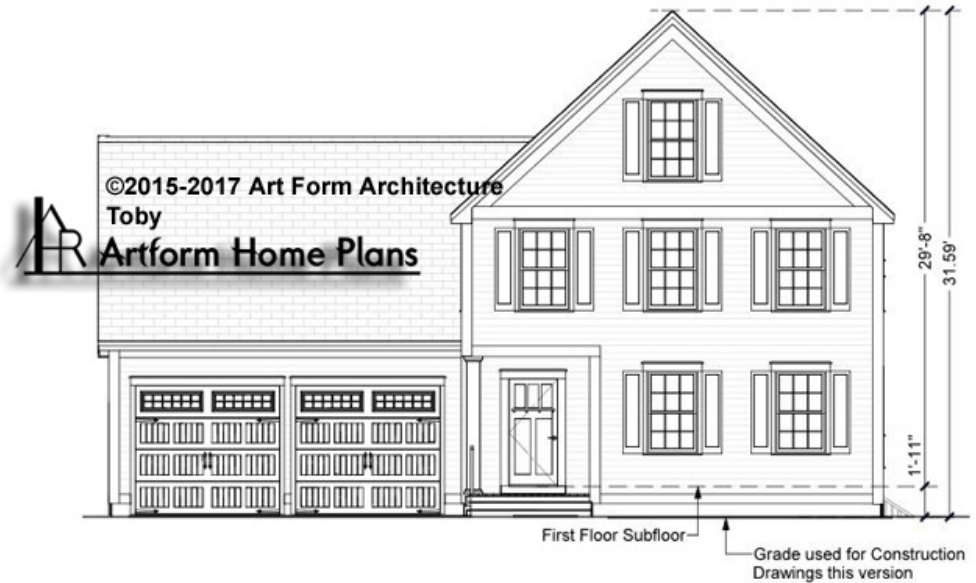 ©2015-2017 Art Form Architecture
Toby
AR Artform Home Plans
29'-8"
31.59'
1'-11"
First Floor Subfloor
Grade used for Construction
Drawings this version